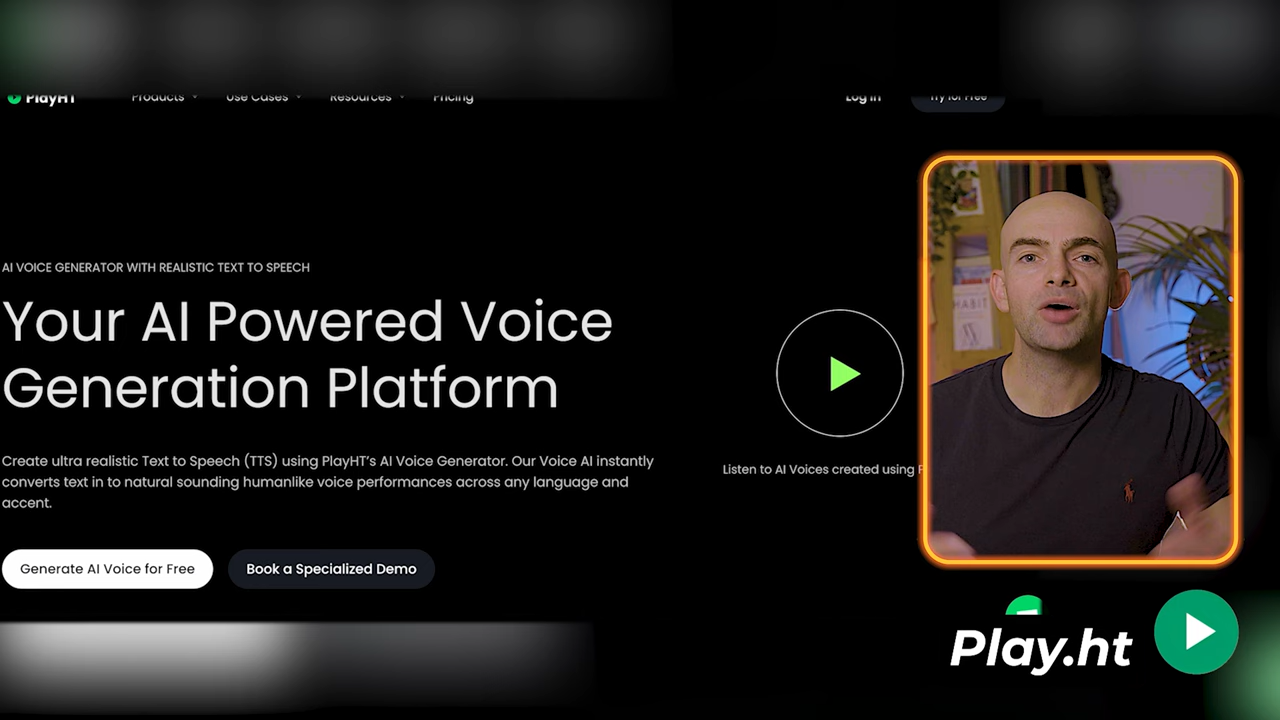 PlayHT Products Use Cases Resources Pricing Log In Try for Free
AI VOICE GENERATOR WITH REALISTIC TEXT TO SPEECH
Your AI Powered Voice
Generation Platform
Create ultra realistic Text to Speech (TTS) using PlayHT's AI Voice Generator. Our Voice AI instantly
converts text in to natural sounding humanlike voice performances across any language and
accent.
Listen to AI Voices created using
Generate AI Voice for Free
Book a Specialized Demo
HABIT
Play.ht